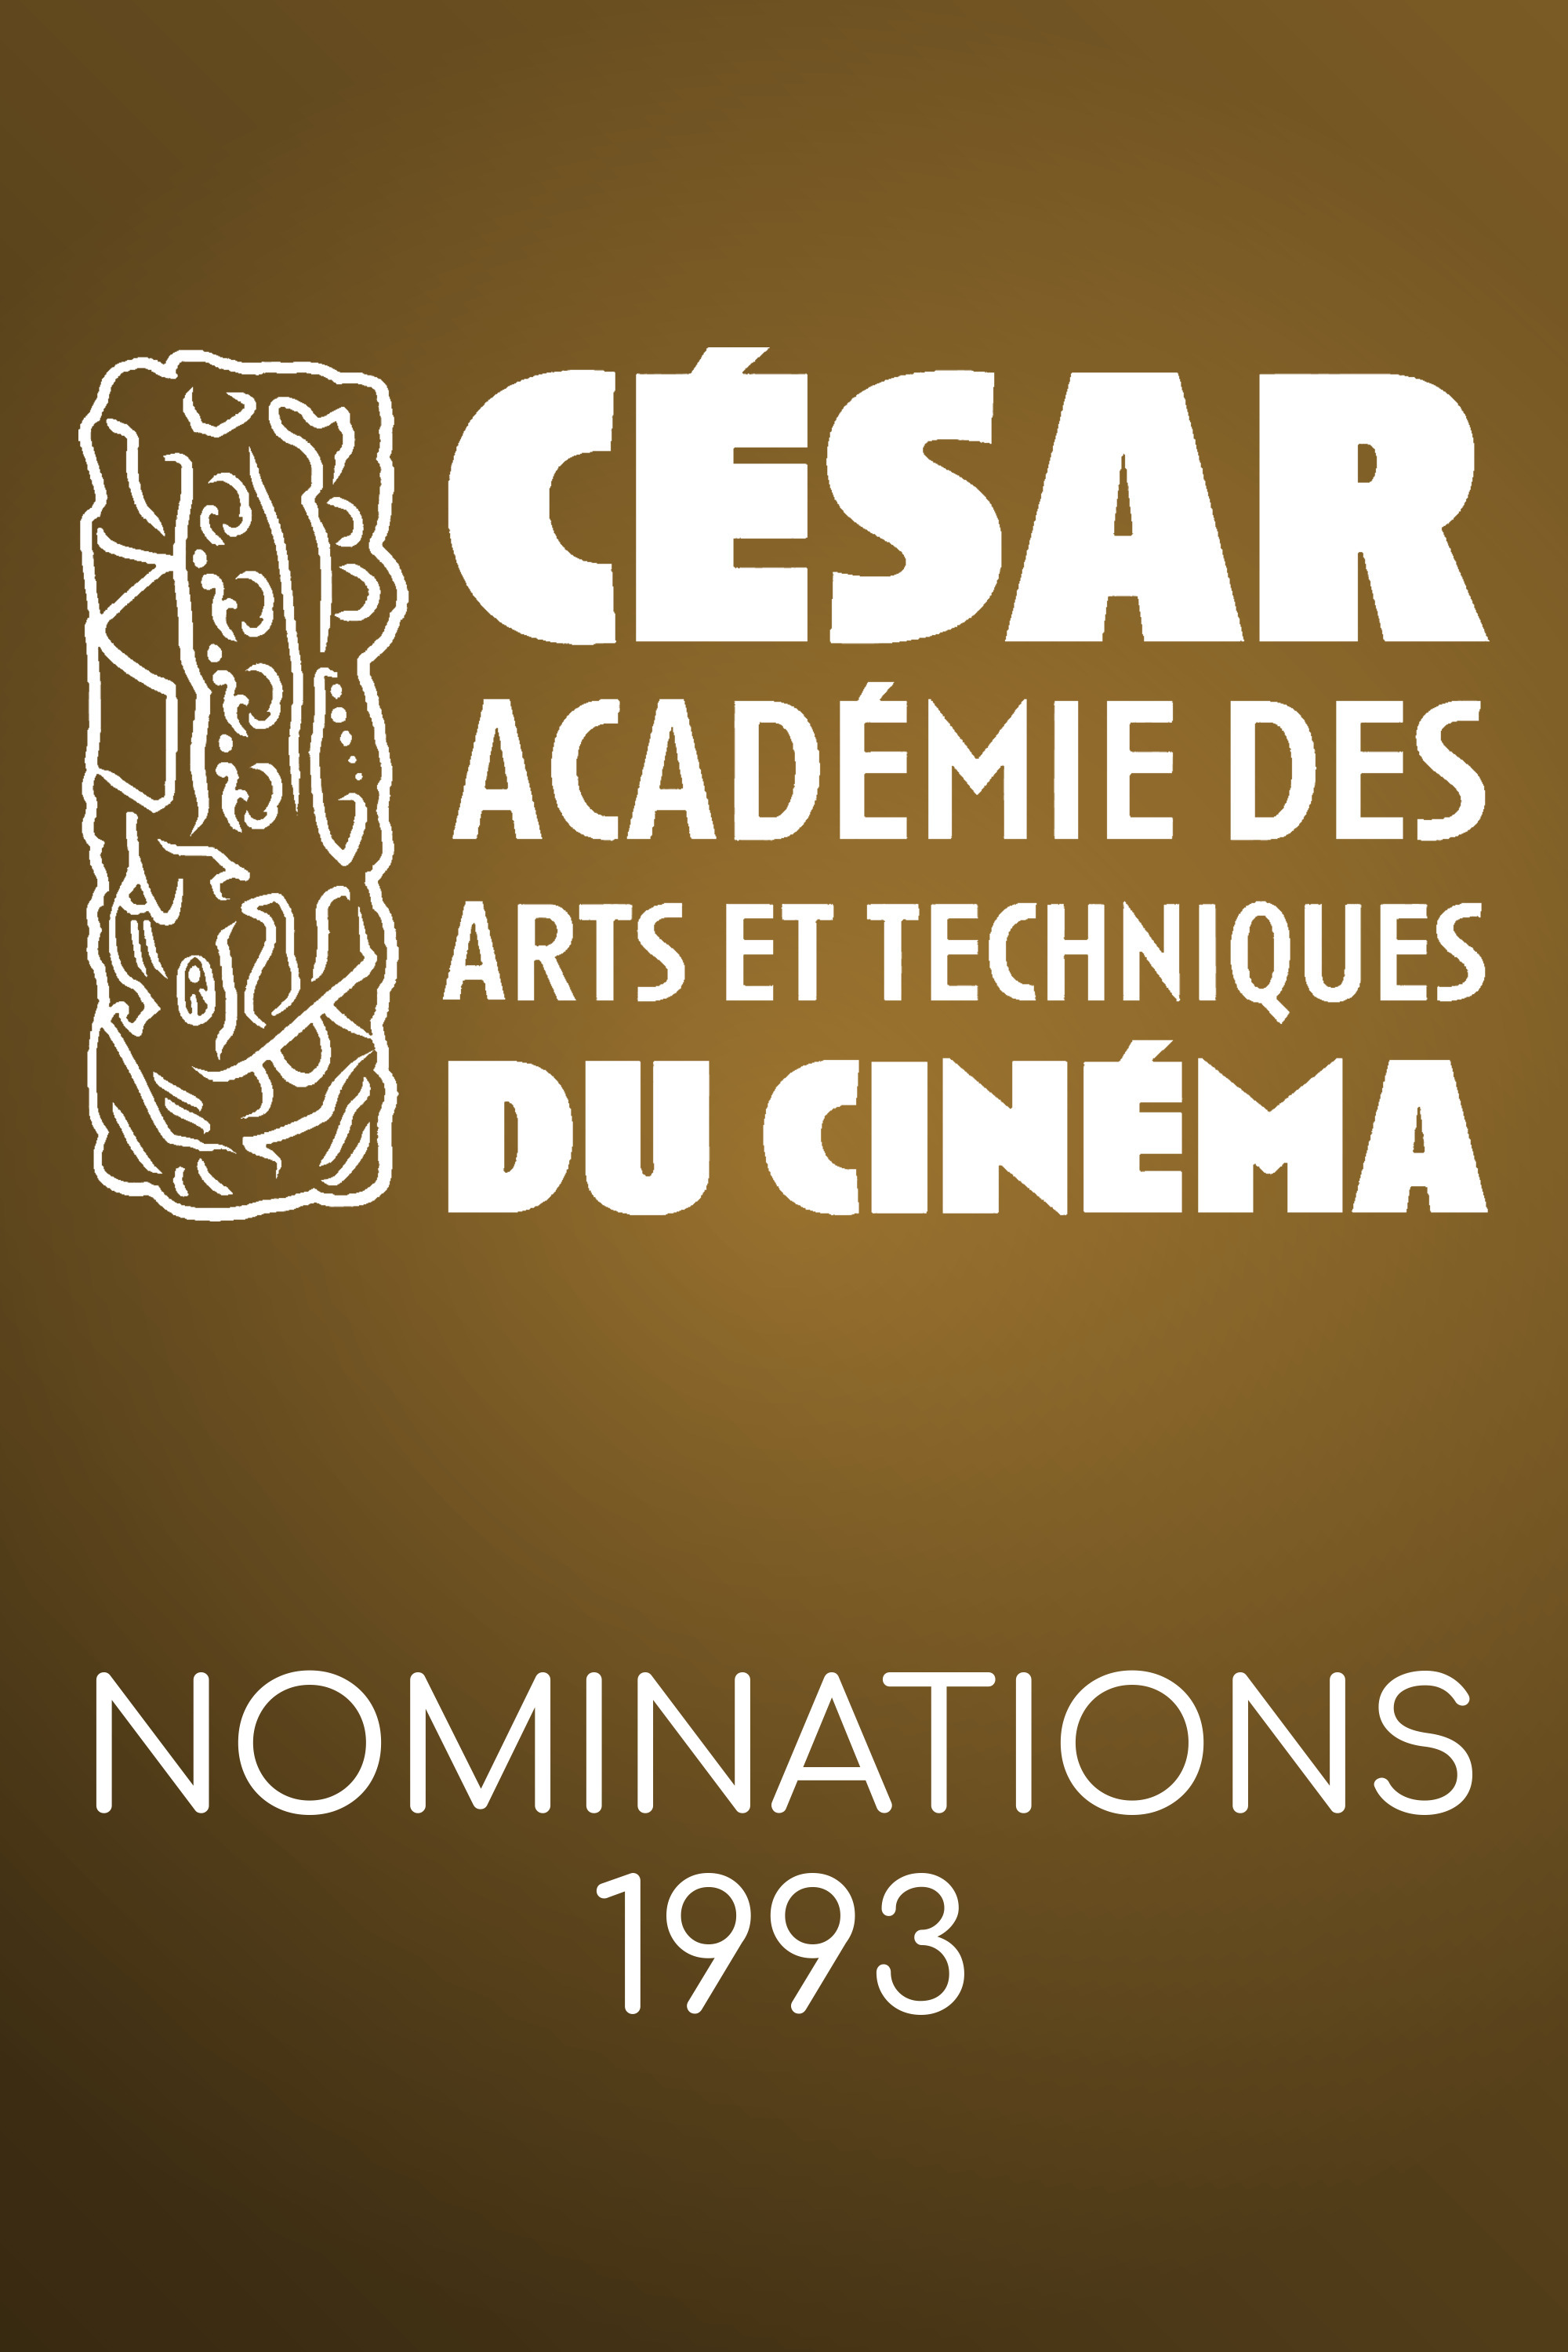 CÉSAR
ACADÉMIE DES
ARTS ET TECHNIQUES
DU CINÉMA
NOMINATIONS
1993